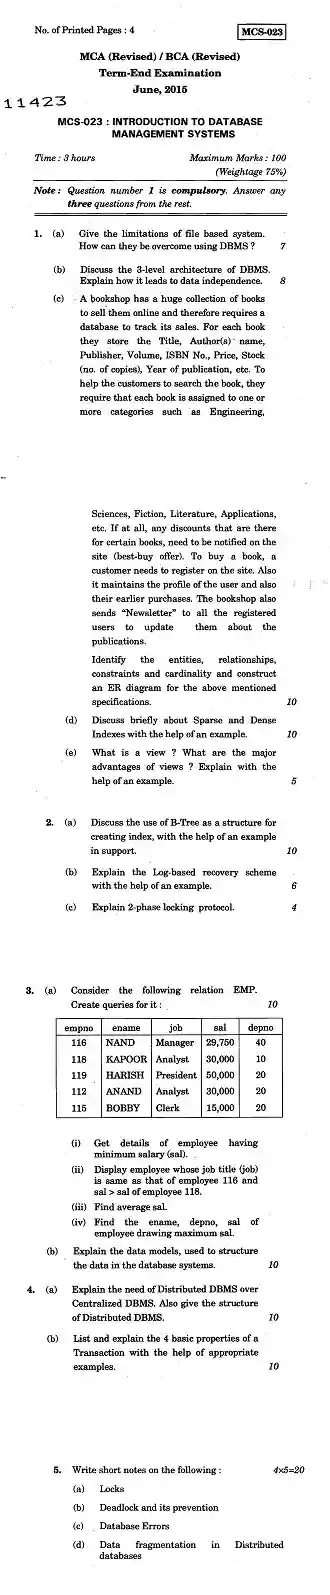 No. of Printed Pages : 4 MCS-023
MCA (Revised) / BCA (Revised)
Term-End Examination
June, 2015
11423
MCS-023 : INTRODUCTION TO DATABASE
MANAGEMENT SYSTEMS
Time : 3 hours Maximum Marks : 100
(Weightage 75%)
Note : Question number 1 is compulsory. Answer any
three questions from the rest.
1. (a) Give the limitations of file based system.
How can they be overcome using DBMS ? 7
(b) Discuss the 3-level architecture of DBMS.
Explain how it leads to data independence. 8
(c) A bookshop has a huge collection of books
to sell them online and therefore requires a
database to track its sales. For each book
they store the Title, Author(s) name,
Publisher, Volume, ISBN No., Price, Stock
(no. of copies), Year of publication, etc. To
help the customers to search the book, they
require that each book is assigned to one or
more categories such as Engineering,
Sciences, Fiction, Literature, Applications,
etc. If at all, any discounts that are there
for certain books, need to be notified on the
site (best-buy offer). To buy a book, a
customer needs to register on the site. Also
it maintains the profile of the user and also
their earlier purchases. The bookshop also
sends "Newsletter" to all the registered
users to update them about the
publications.
Identify the entities, relationships,
constraints and cardinality and construct
an ER diagram for the above mentioned
specifications. 10
(d) Discuss briefly about Sparse and Dense
Indexes with the help of an example. 10
(e) What is a view ? What are the major
advantages of views ? Explain with the
help of an example. 5
2. (a) Discuss the use of B-Tree as a structure for
creating index, with the help of an example
in support. 10
(b) Explain the Log-based recovery scheme
with the help of an example. 6
(c) Explain 2-phase locking protocol. 4
3. (a) Consider the following relation EMP.
Create queries for it : 10
empno ename job sal depno
116 NAND Manager 29,750 40
118 KAPOOR Analyst 30,000 10
119 HARISH President 50,000 20
112 ANAND Analyst 30,000 20
115 BOBBY Clerk 15,000 20
(i) Get details of employee having
minimum salary (sal).
(ii) Display employee whose job title (job)
is same as that of employee 116 and
sal > sal of employee 118.
(iii) Find average sal.
(iv) Find the ename, depno, sal of
employee drawing maximum sal.
(b) Explain the data models, used to structure
the data in the database systems. 10
4. (a) Explain the need of Distributed DBMS over
Centralized DBMS. Also give the structure
of Distributed DBMS. 10
(b) List and explain the 4 basic properties of a
Transaction with the help of appropriate
examples. 10
5. Write short notes on the following : 4×5=20
(a) Locks
(b) Deadlock and its prevention
(c) Database Errors
(d) Data fragmentation in Distributed
databases